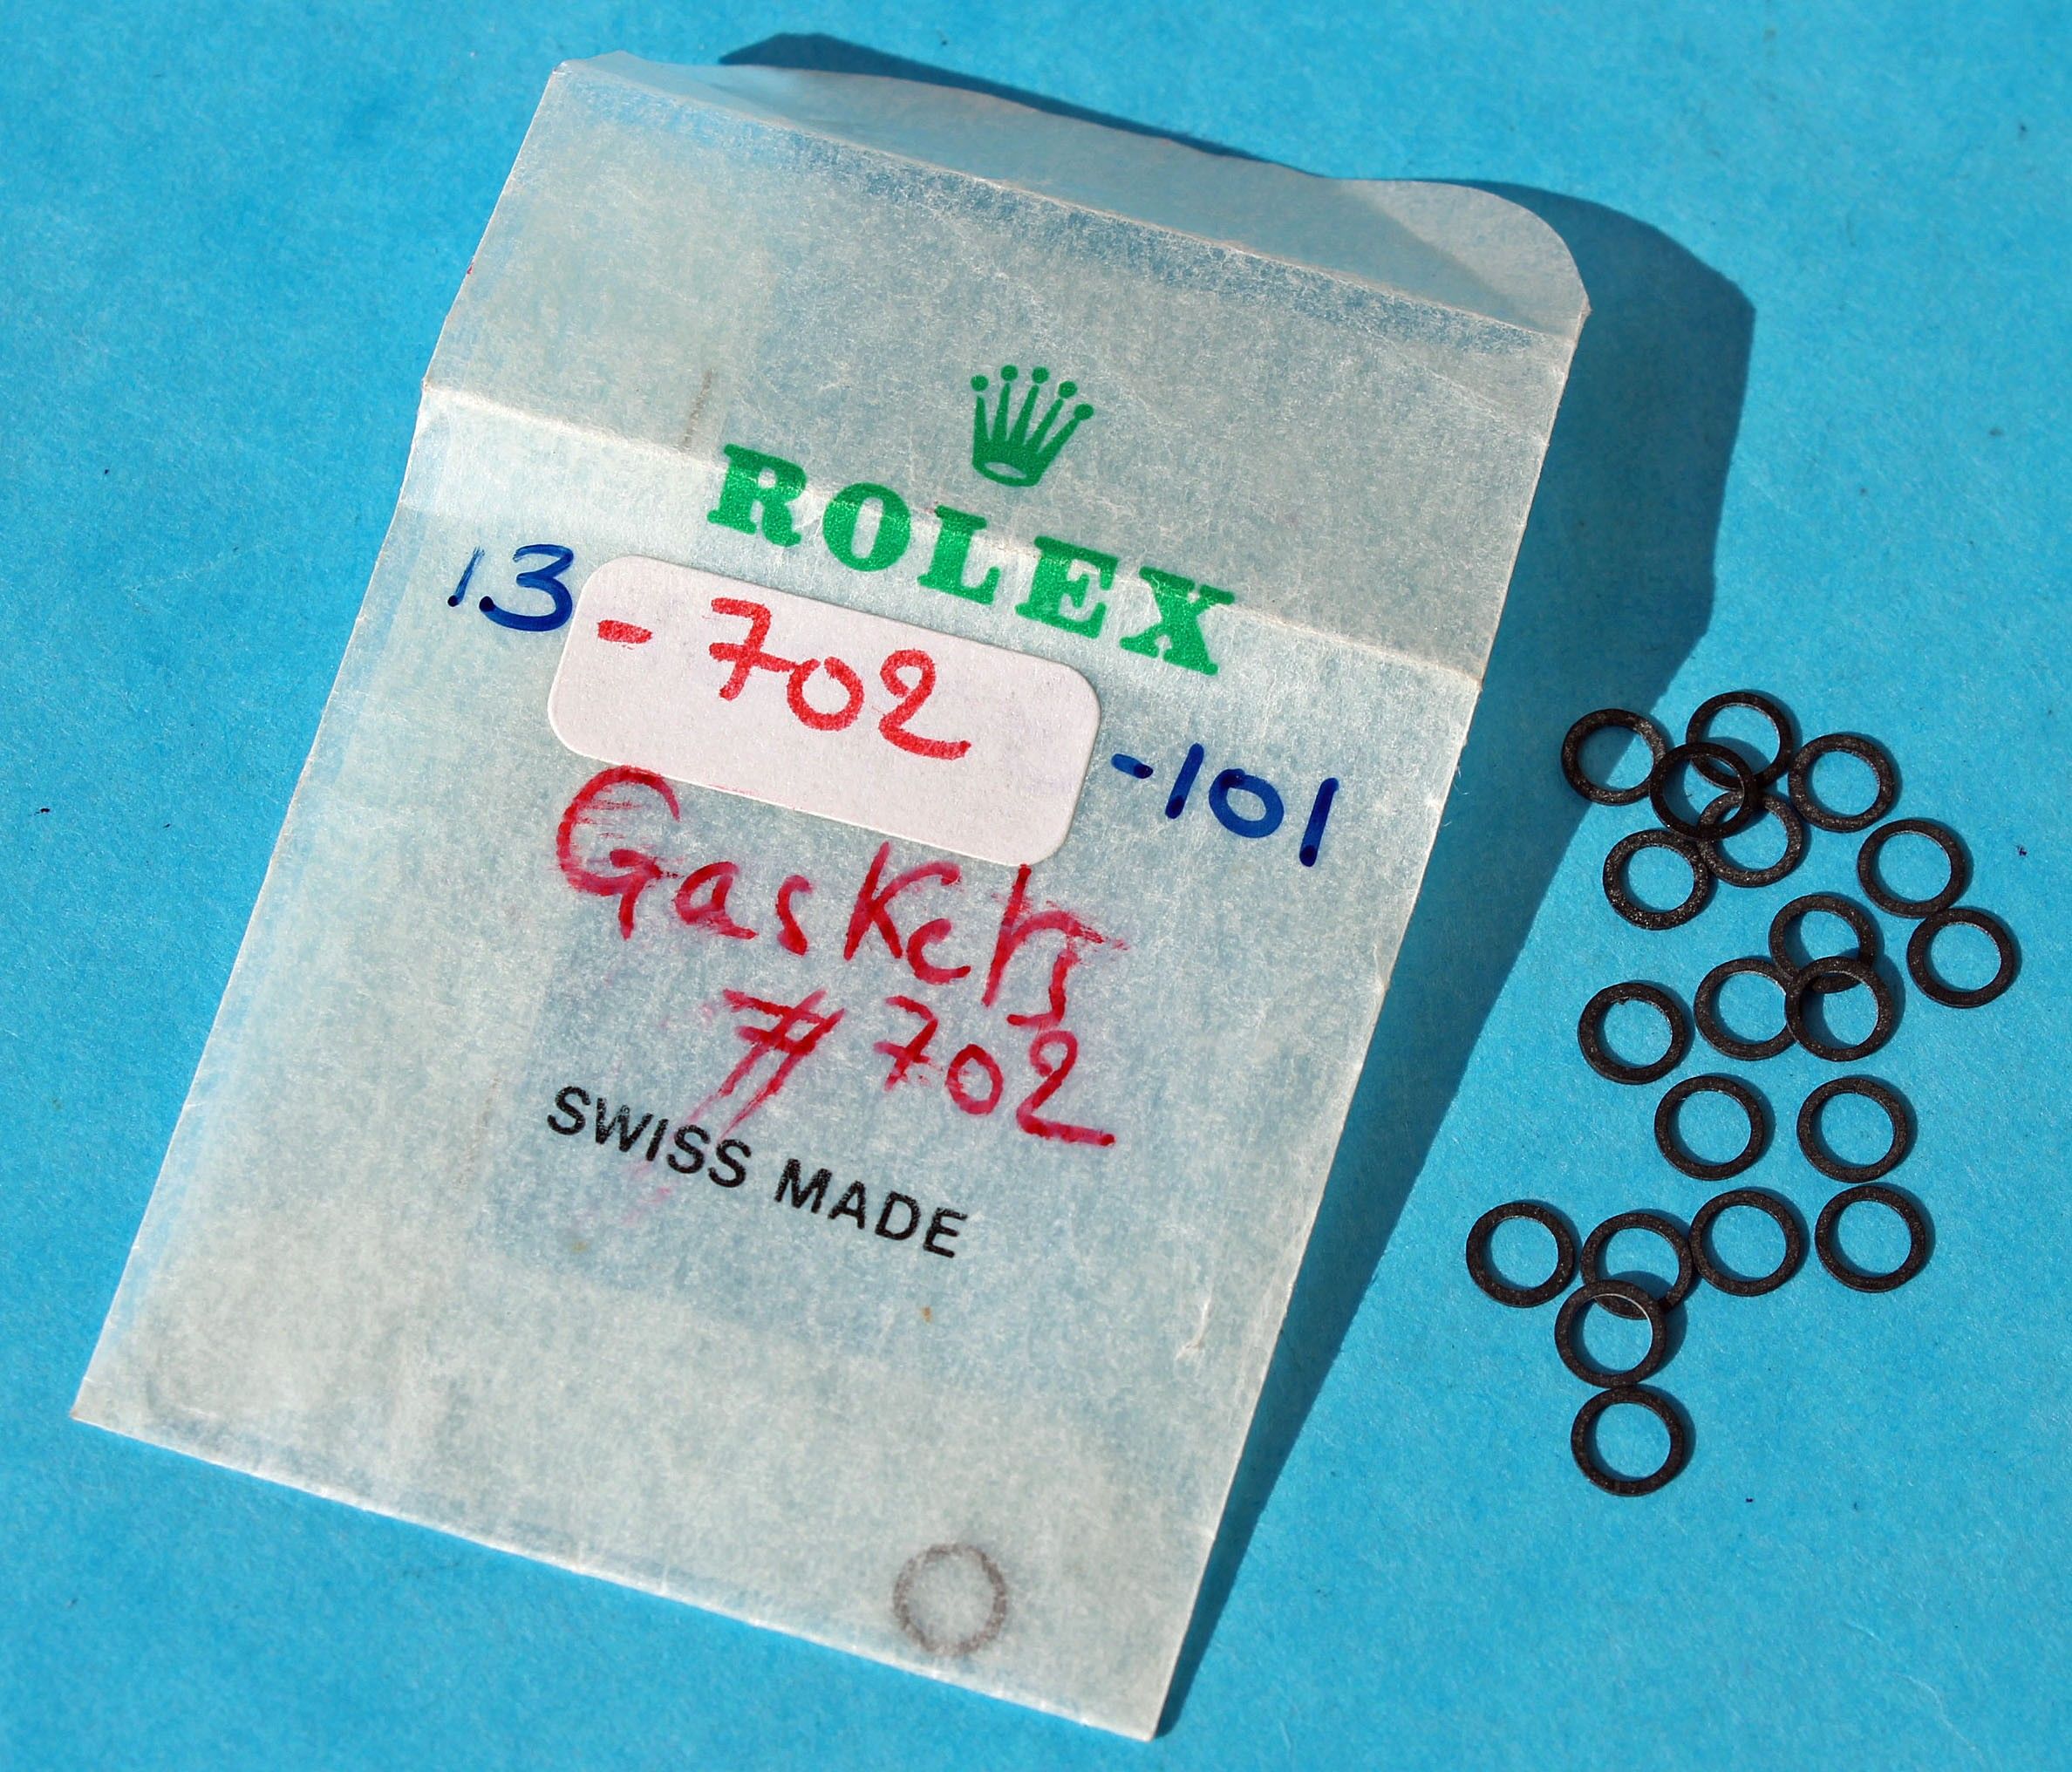 ROLEX
13 - 702 -101
Gaskets
# 702
SWISS MADE